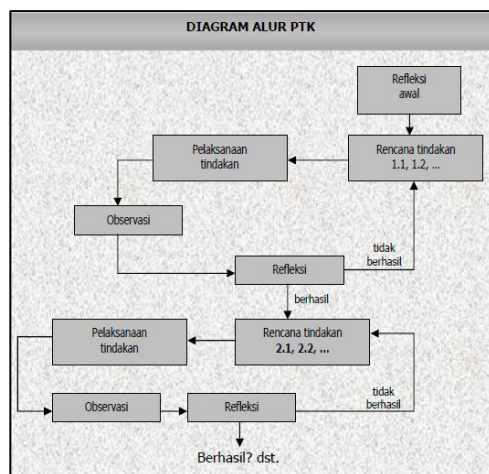 DIAGRAM ALUR PTK
Refleksi
awal
Pelaksanaan
tindakan
Rencana tindakan
1.1, 1.2, ...
Observasi
Refleksi
tidak
berhasil
berhasil
Pelaksanaan
tindakan
Rencana tindakan
2.1, 2.2, ...
Observasi
Refleksi
tidak
berhasil
Berhasil? dst.